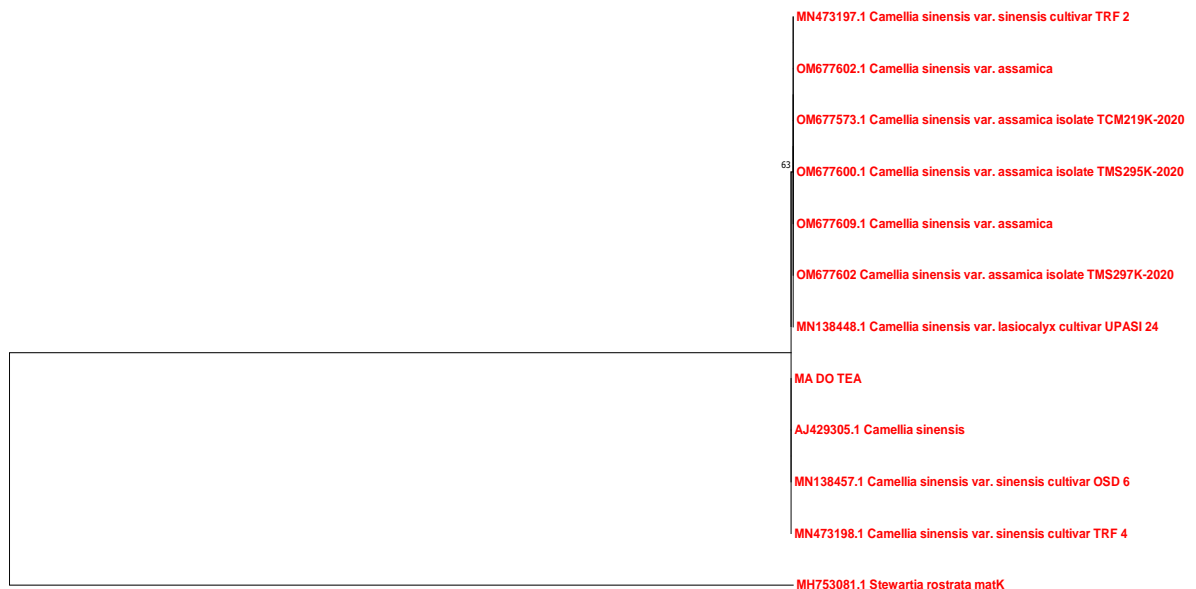 MN473197.1 Camellia sinensis var. sinensis cultivar TRF 2
OM677602.1 Camellia sinensis var. assamica
OM677573.1 Camellia sinensis var. assamica isolate TCM219K-2020
63
OM677600.1 Camellia sinensis var. assamica isolate TMS295K-2020
OM677609.1 Camellia sinensis var. assamica
OM677602 Camellia sinensis var. assamica isolate TMS297K-2020
MN138448.1 Camellia sinensis var. lasiocalyx cultivar UPASI 24
MA DO TEA
AJ429305.1 Camellia sinensis
MN138457.1 Camellia sinensis var. sinensis cultivar OSD 6
MN473198.1 Camellia sinensis var. sinensis cultivar TRF 4
MH753081.1 Stewartia rostrata matK